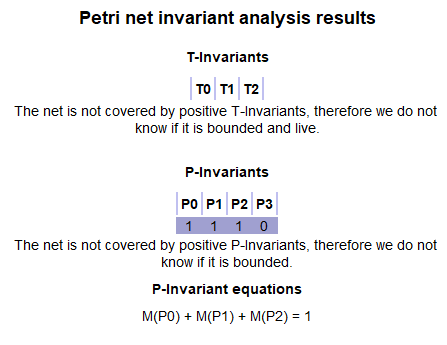 Petri net invariant analysis results
T-Invariants
T0 T1 T2
The net is not covered by positive T-Invariants, therefore we do not
know if it is bounded and live.
P-Invariants
P0 P1 P2 P3
1 1 1 0
The net is not covered by positive P-Invariants, therefore we do not
know if it is bounded.
P-Invariant equations
M(P0) + M(P1) + M(P2) = 1